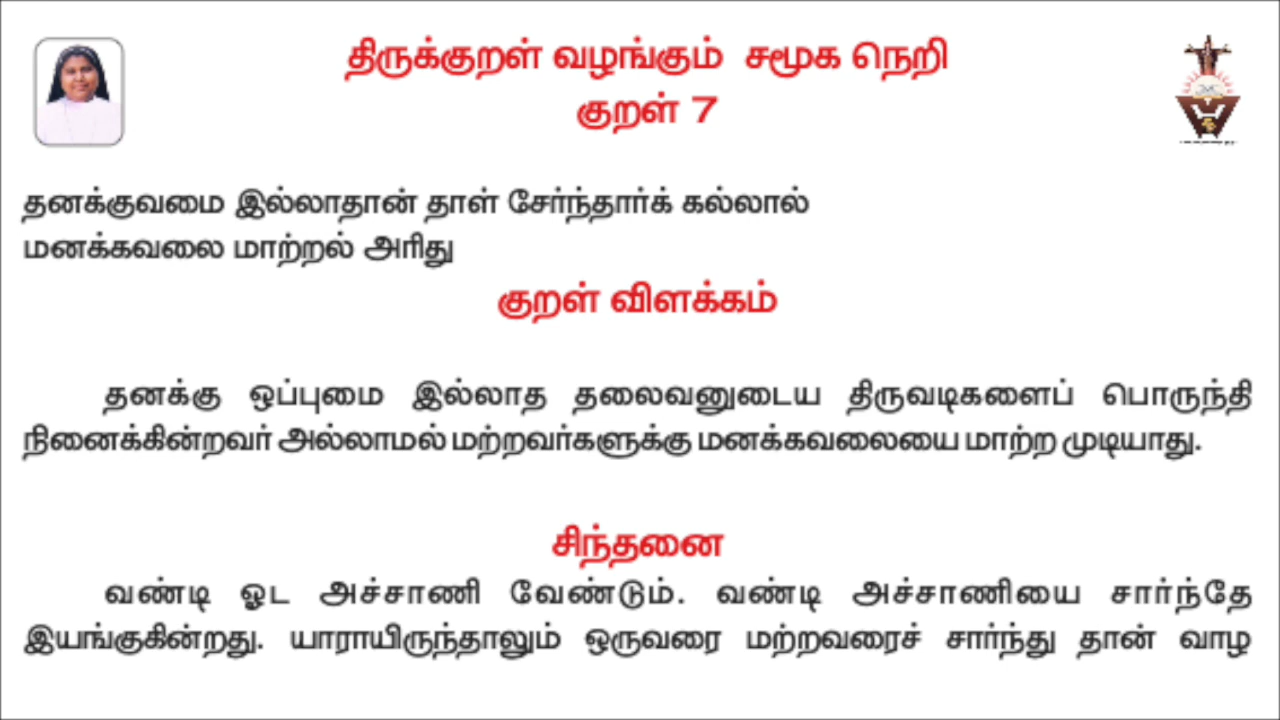 திருக்குறள் வழங்கும் சமூக நெறி
குறள் 7
தனக்குவமை இல்லாதான் தாள் சேர்ந்தார்க் கல்லால்
மனக்கவலை மாற்றல் அரிது
குறள் விளக்கம்
தனக்கு ஒப்புமை இல்லாத தலைவனுடைய திருவடிகளைப் பொருந்தி
நினைக்கின்றவர் அல்லாமல் மற்றவர்களுக்கு மனக்கவலையை மாற்ற முடியாது.
சிந்தனை
வண்டி ஓட அச்சாணி வேண்டும். வண்டி அச்சாணியை சார்ந்தே
இயங்குகின்றது. யாராயிருந்தாலும் ஒருவரை மற்றவரைச் சார்ந்து தான் வாழ